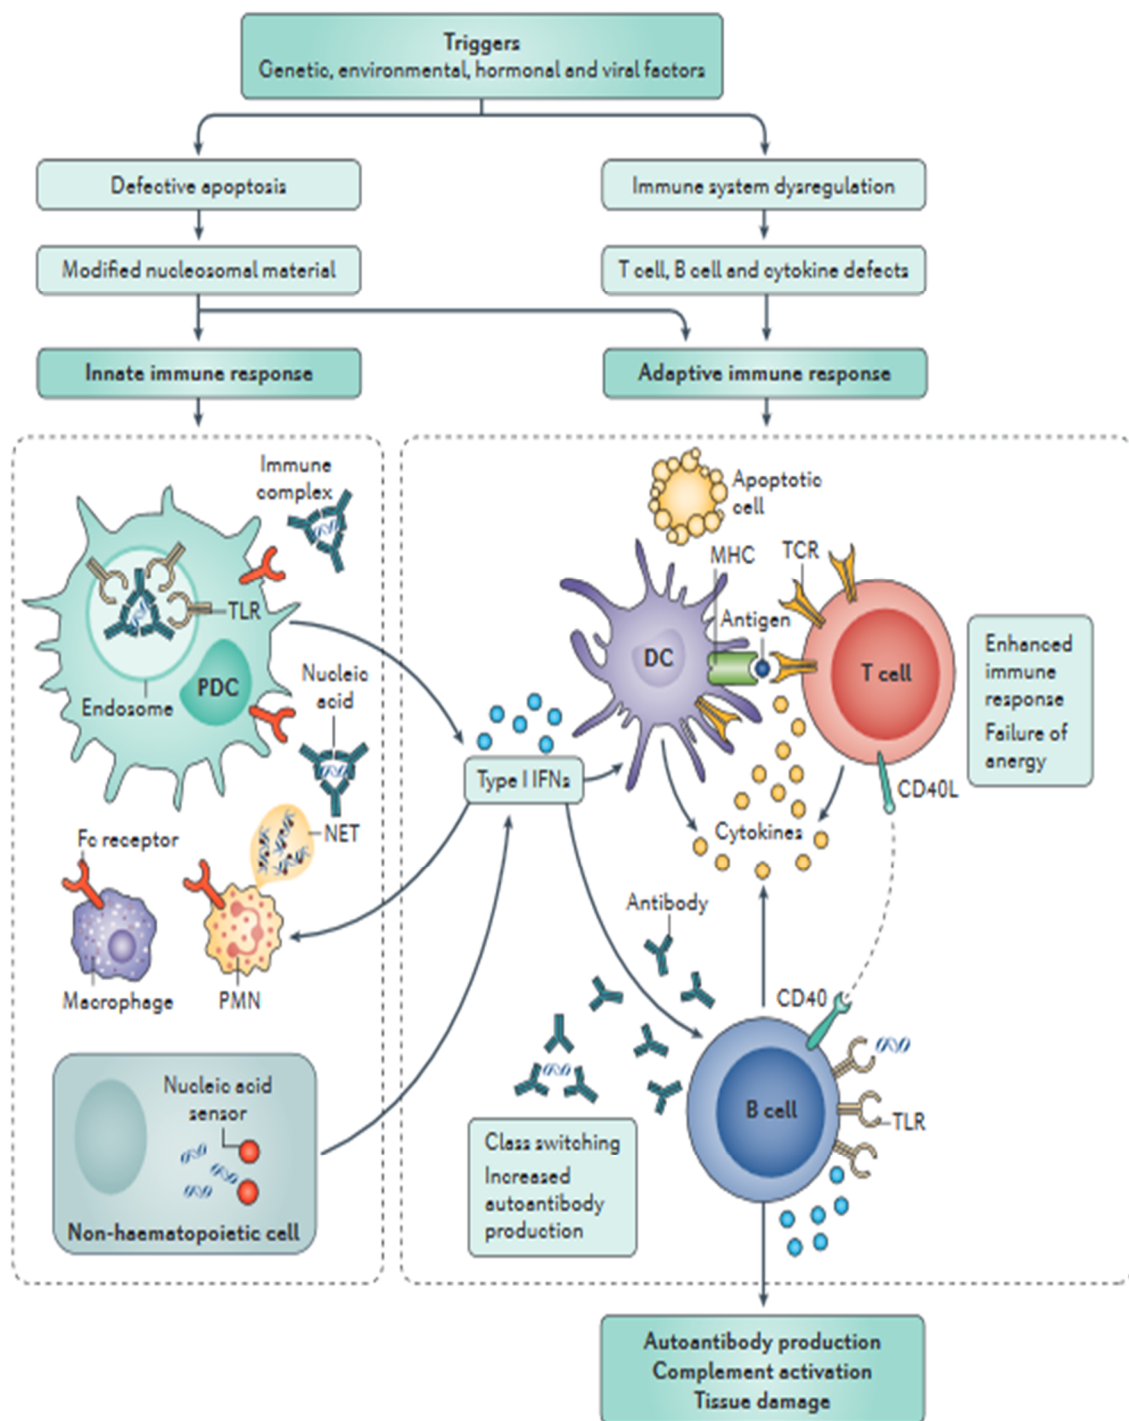 Triggers
Genetic, environmental, hormonal and viral factors
Defective apoptosis
Immune system dysregulation
Modified nucleosomal material
T cell, B cell and cytokine defects
Innate immune response
Adaptive immune response
Immune
complex
TLR
Endosome
PDC
Nucleic
acid
NET
Fc receptor
Macrophage
PMN
Nucleic acid
sensor
Non-haematopoietic cell
Type I IFNs
Apoptotic
cell
MHC
TCR
Antigen
DC
T cell
Enhanced
immune
response
Failure of
anergy
CD40L
Cytokines
Antibody
CD40
B cell
TLR
Class switching
Increased
autoantibody
production
Autoantibody production
Complement activation
Tissue damage